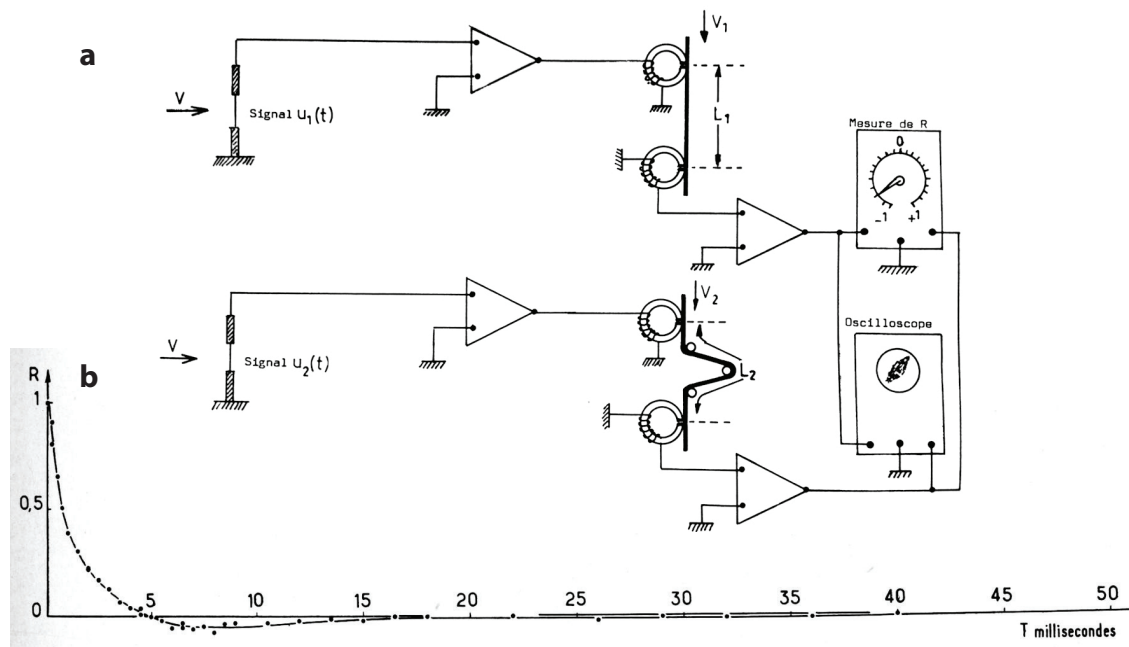 a
V
Signal U₁(t)
V₁
L₁
Mesure de R
0
-1 +1
V
Signal U₂(t)
V₂
L₂
Oscilloscope
b
R
1
0,5
0
5 10 15 20 25 30 35 40 45 50
T millisecondes